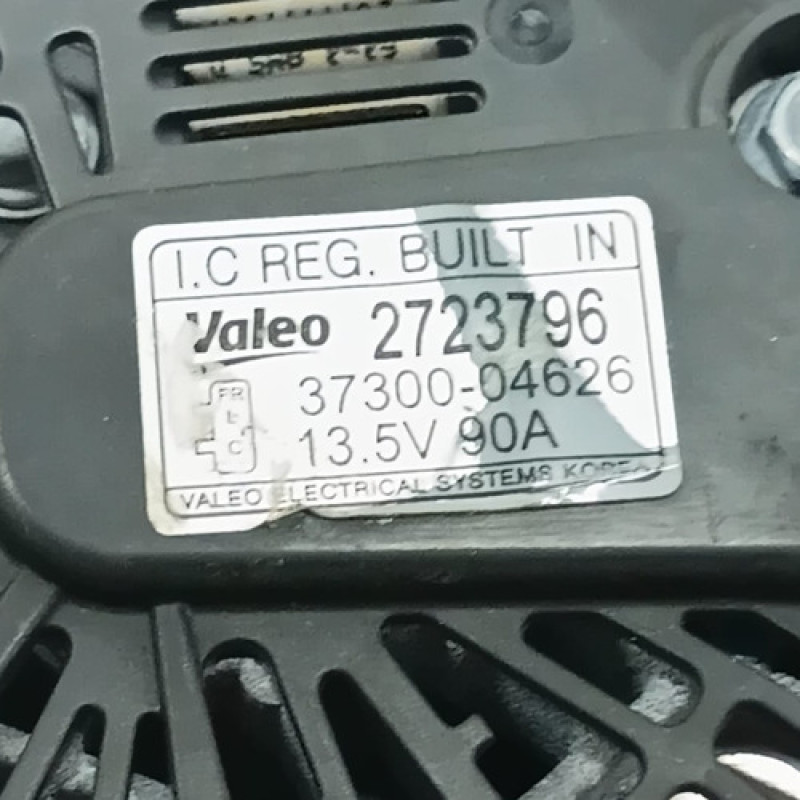 I.C REG. BUILT IN
Valeo 2723796
37300-04626
FR
L
C
13.5V 90A
VALEO ELECTRICAL SYSTEMS KOREA